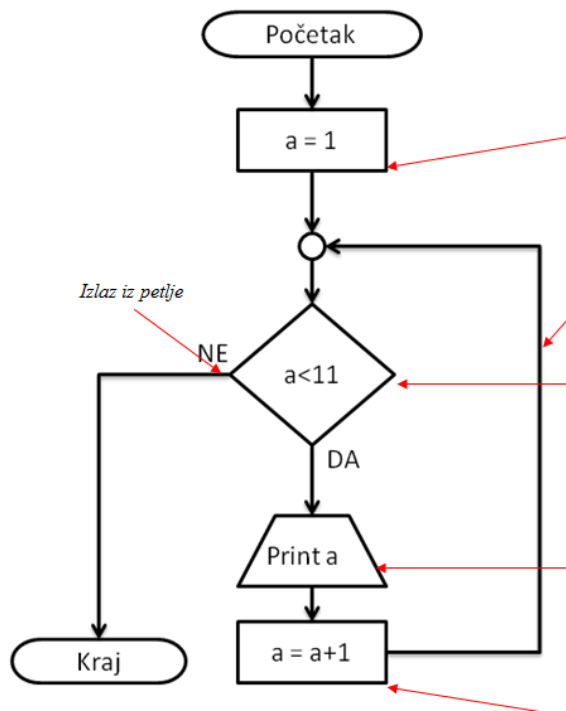 Početak
a = 1
Izlaz iz petlje
NE
a<11
DA
Print a
a = a+1
Kraj